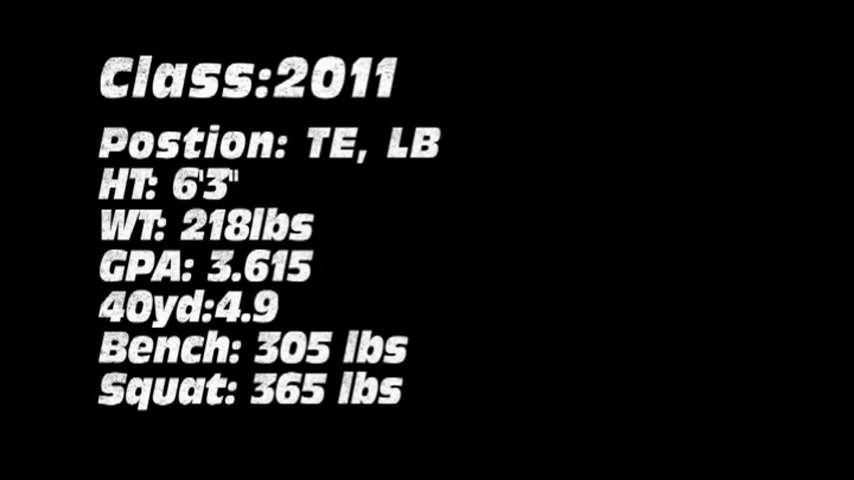 Class:2011
Postion: TE, LB
HT: 6'3"
WT: 218lbs
GPA: 3.615
40yd:4.9
Bench: 305 lbs
Squat: 365 lbs